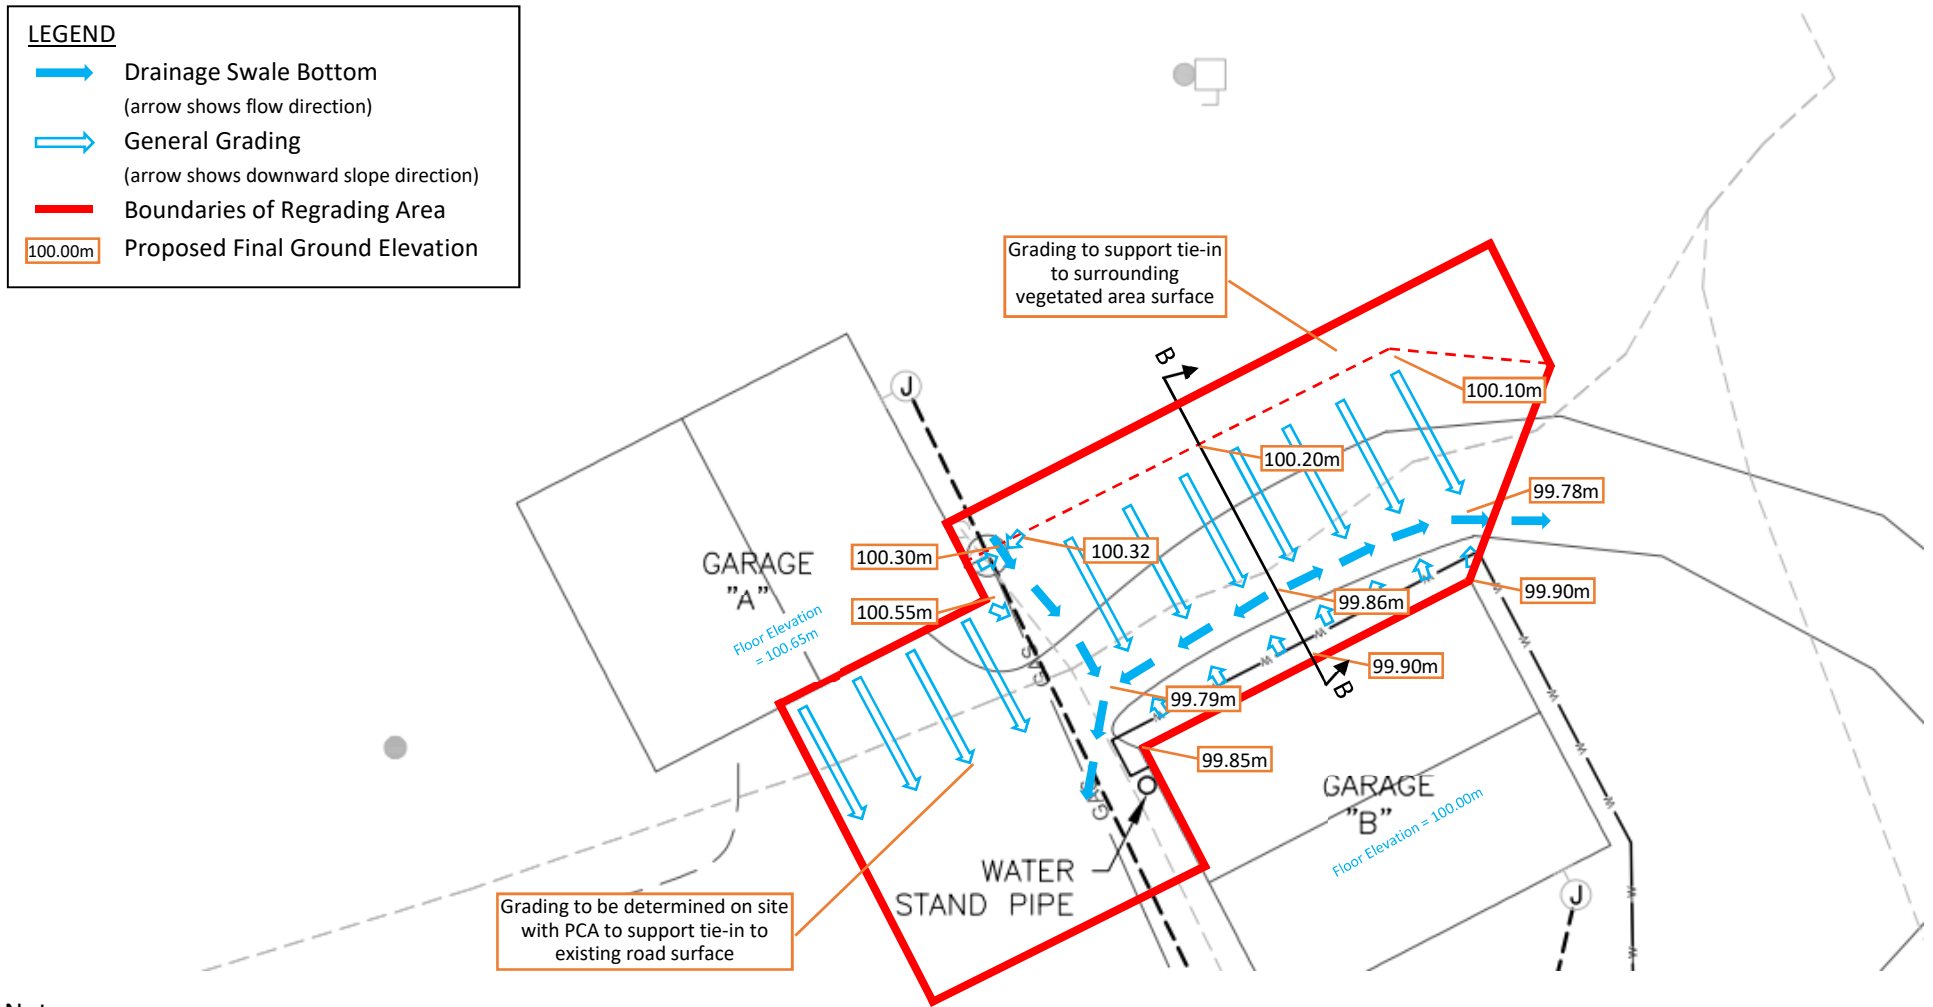 LEGEND
Drainage Swale Bottom
(arrow shows flow direction)
General Grading
(arrow shows downward slope direction)
Boundaries of Regrading Area
100.00m Proposed Final Ground Elevation
Grading to support tie-in
to surrounding
vegetated area surface
B
J
100.10m
100.20m
99.78m
100.30m
100.32
GARAGE
"A"
Floor Elevation
= 100.65m
100.55m
99.86m
99.90m
W
W
W
GAS
99.90m
B
99.79m
W
W
99.85m
GAS
GARAGE
"B"
Floor Elevation = 100.00m
W
W
W
W
W
WATER
STAND PIPE
J
Grading to be determined on site
with PCA to support tie-in to
existing road surface